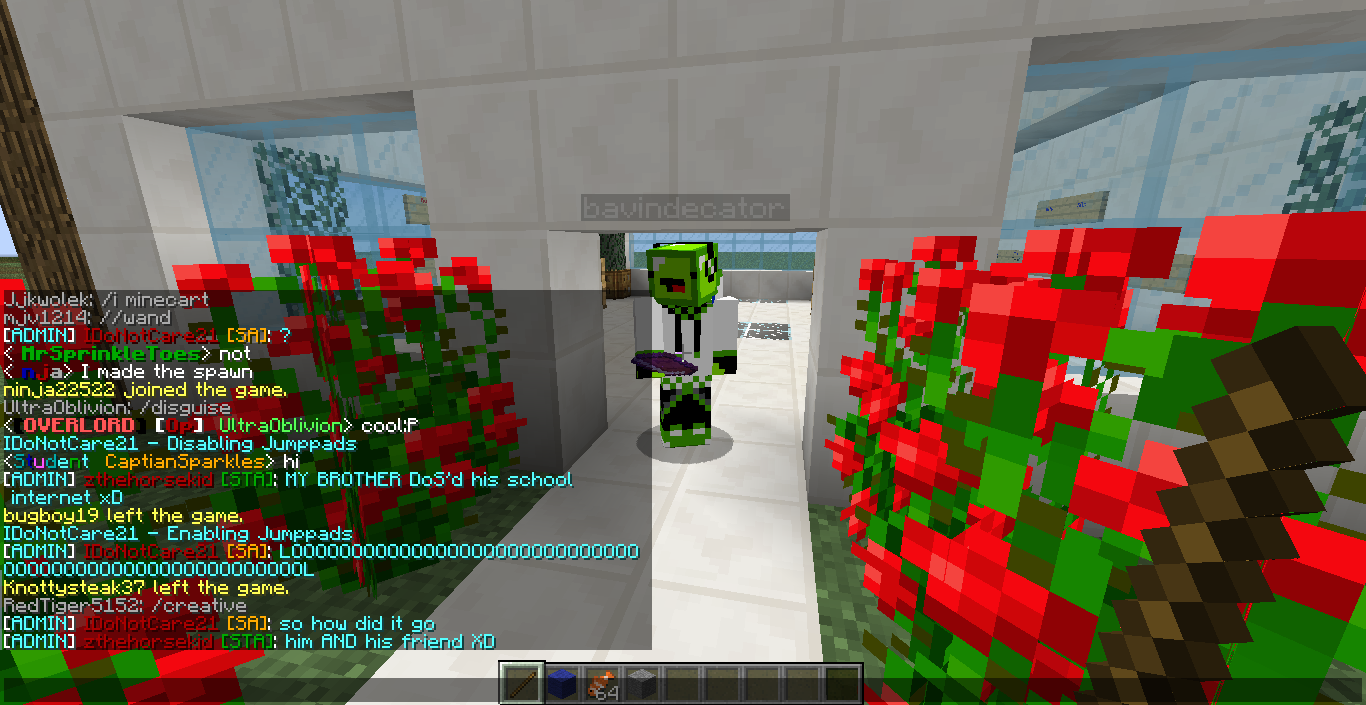 bavindecator
J.jkwolek: /i minecart
mjv1214: //wand
[ADMIN] IDoNotCare21 [SA]: ?
< MrSprinkleToes> not
< nja> I made the spawn
ninja22522 joined the game.
UltraOblivion: /disguise
< OVERLORD [Op] UltraOblivion> cool:P
IDoNotCare21 - Disabling Jumppads
<Student CaptianSparkles> hi
[ADMIN] zthehorsekid [STA]: MY BROTHER DoS'd his school
internet xD
bugboy19 left the game.
IDoNotCare21 - Enabling Jumppads
[ADMIN] IDoNotCare21 [SA]: LOOOOOOOOOOOOOOOOOOOOOOOOOOOOOO
OOOOOOOOOOOOOOOOOOOOOOOOOOL
Knottysteak37 left the game.
RedTiger5152: /creative
[ADMIN] IDoNotCare21 [SA]: so how did it go
[ADMIN] zthehorsekid [STA]: him AND his friend XD
64